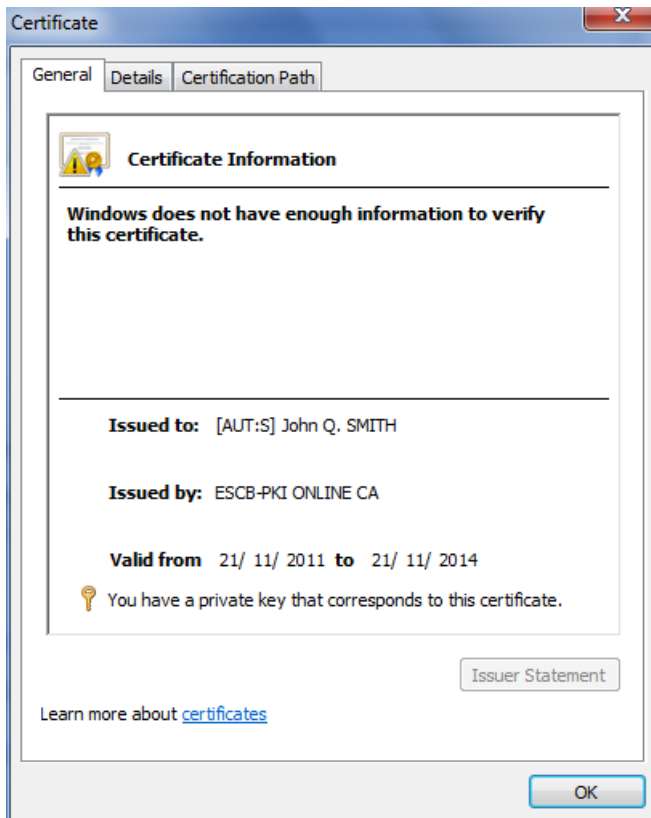 Certificate
X
General Details Certification Path
Certificate Information
Windows does not have enough information to verify
this certificate.
Issued to: [AUT:S] John Q. SMITH
Issued by: ESCB-PKI ONLINE CA
Valid from 21/ 11/ 2011 to 21/ 11/ 2014
You have a private key that corresponds to this certificate.
Issuer Statement
Learn more about certificates
OK